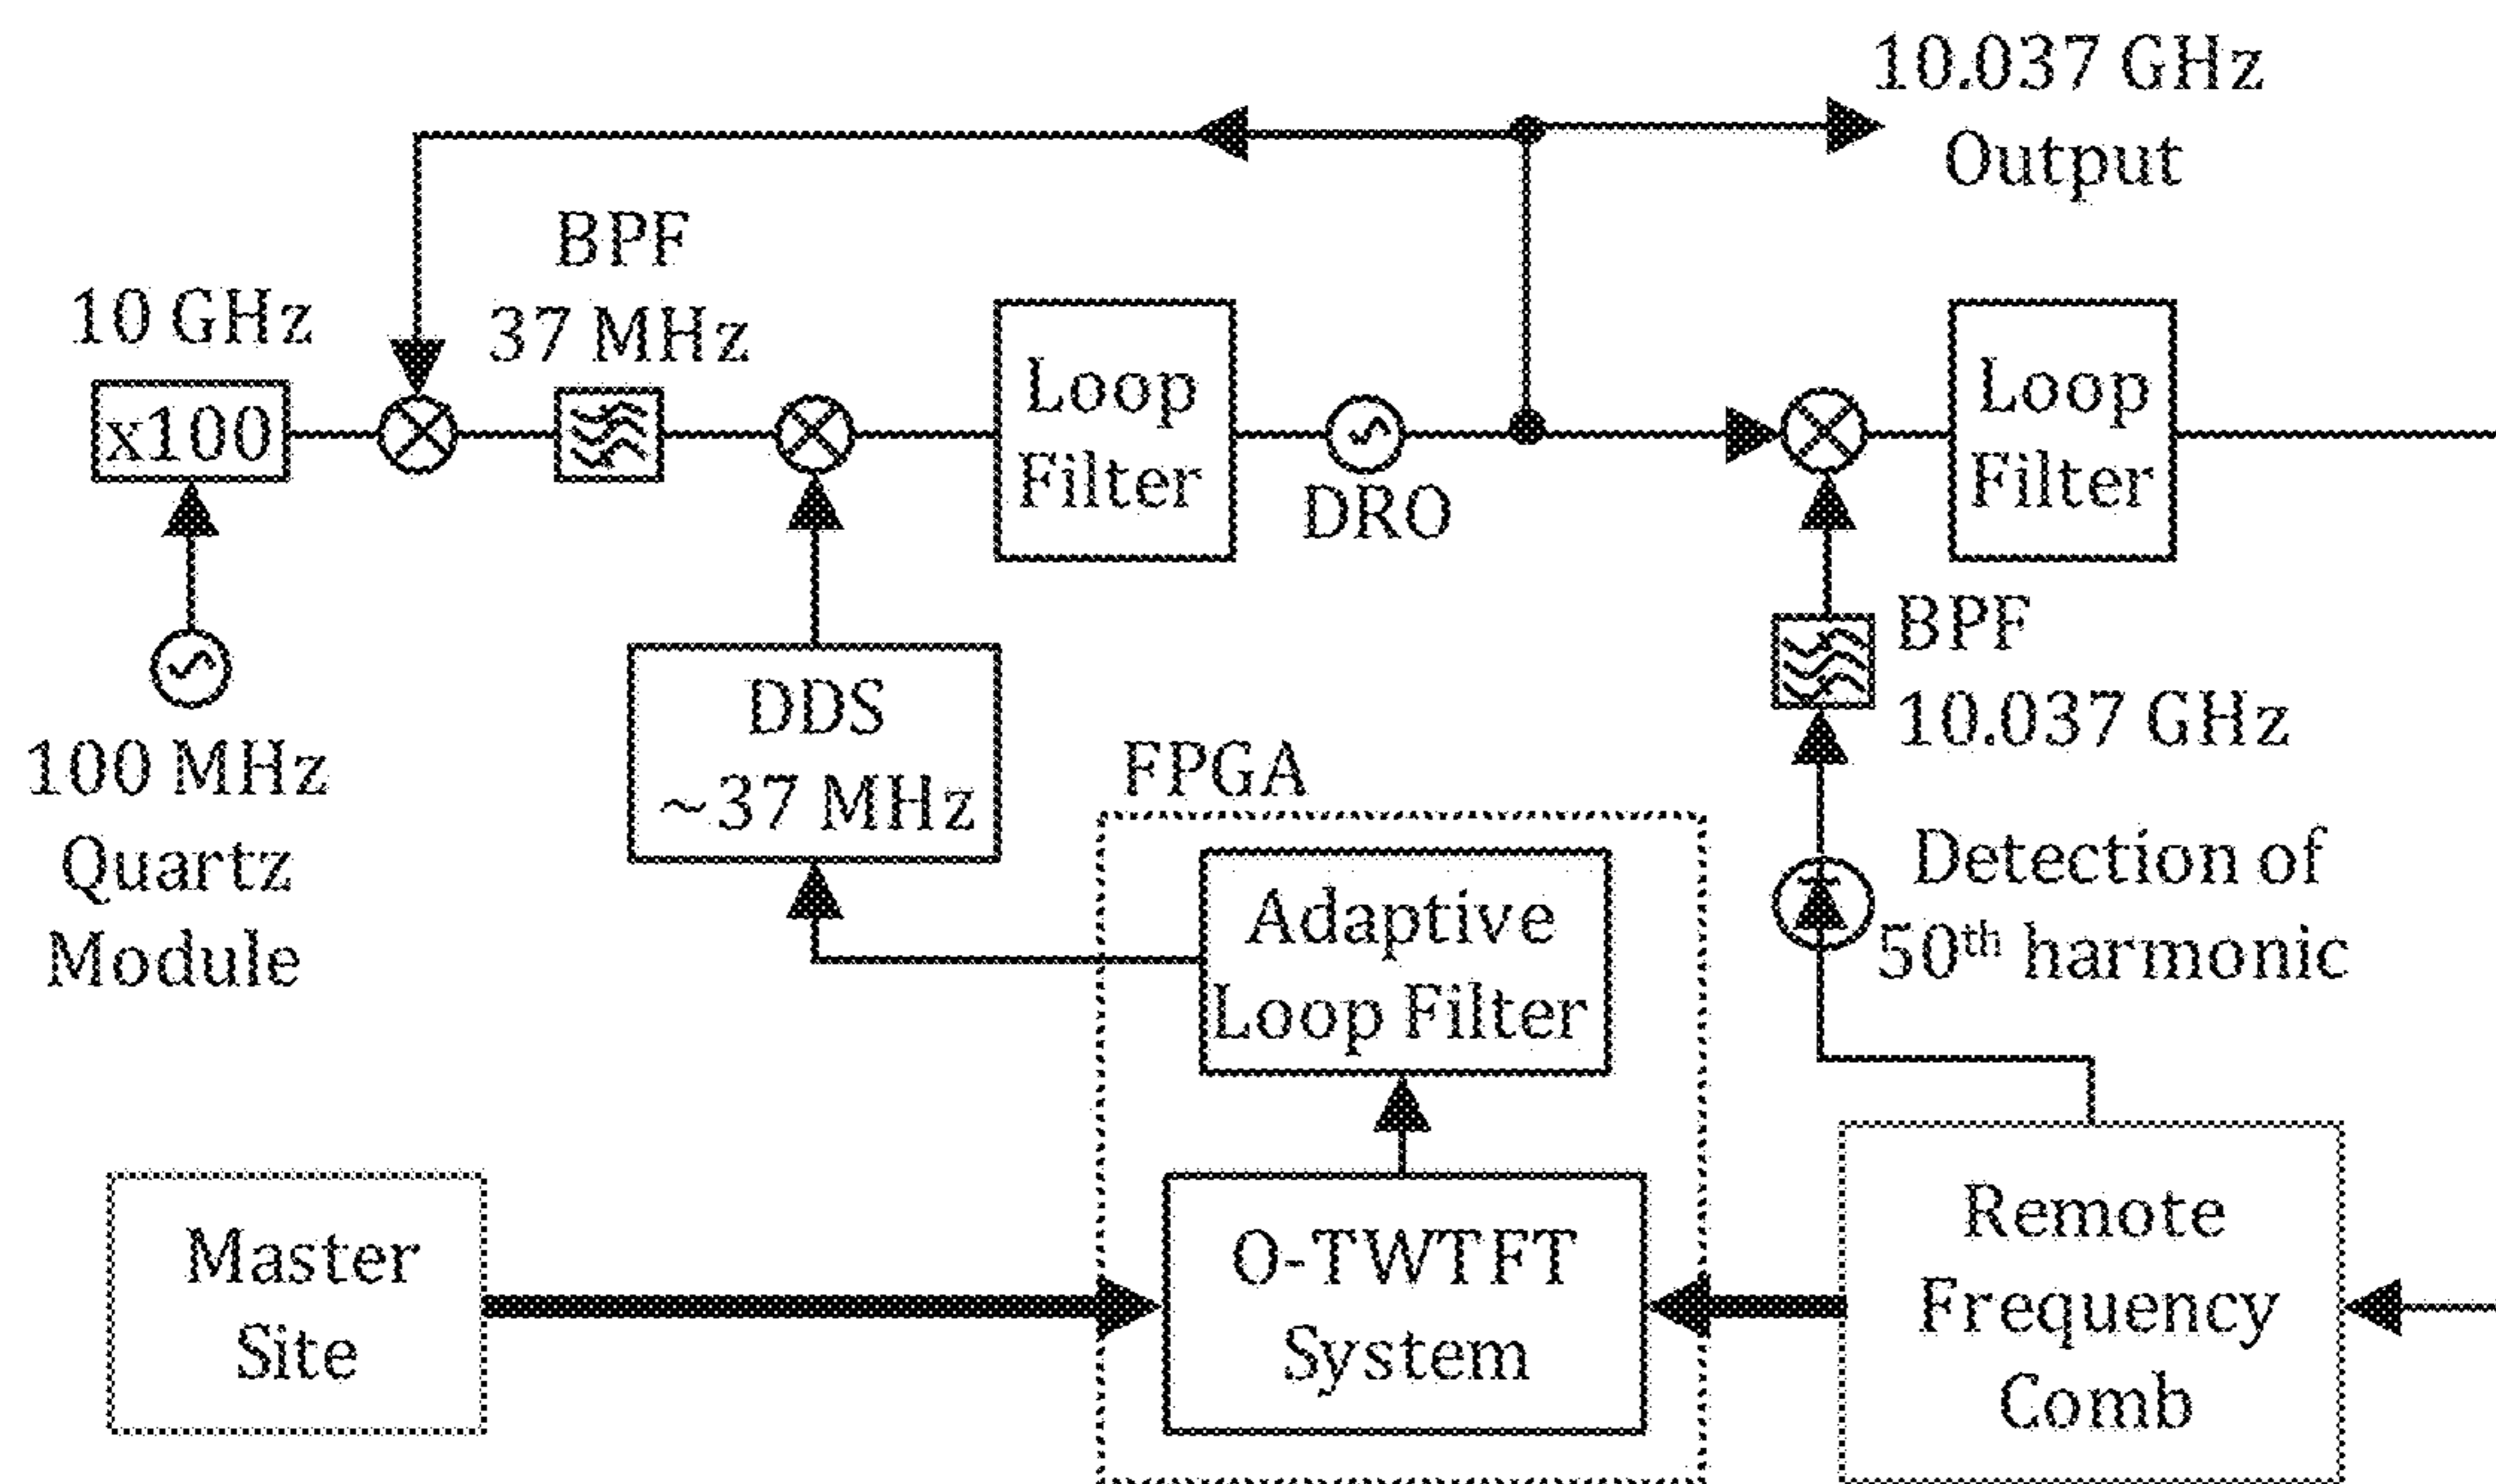 10.037 GHz
Output
BPF
37 MHz
10 GHz
x100
Loop
Filter
DRO
Loop
Filter
100 MHz
Quartz
Module
DDS
~37 MHz
BPF
10.037 GHz
FPGA
Adaptive
Loop Filter
Detection of
50th harmonic
Master
Site
O-TWTFT
System
Remote
Frequency
Comb